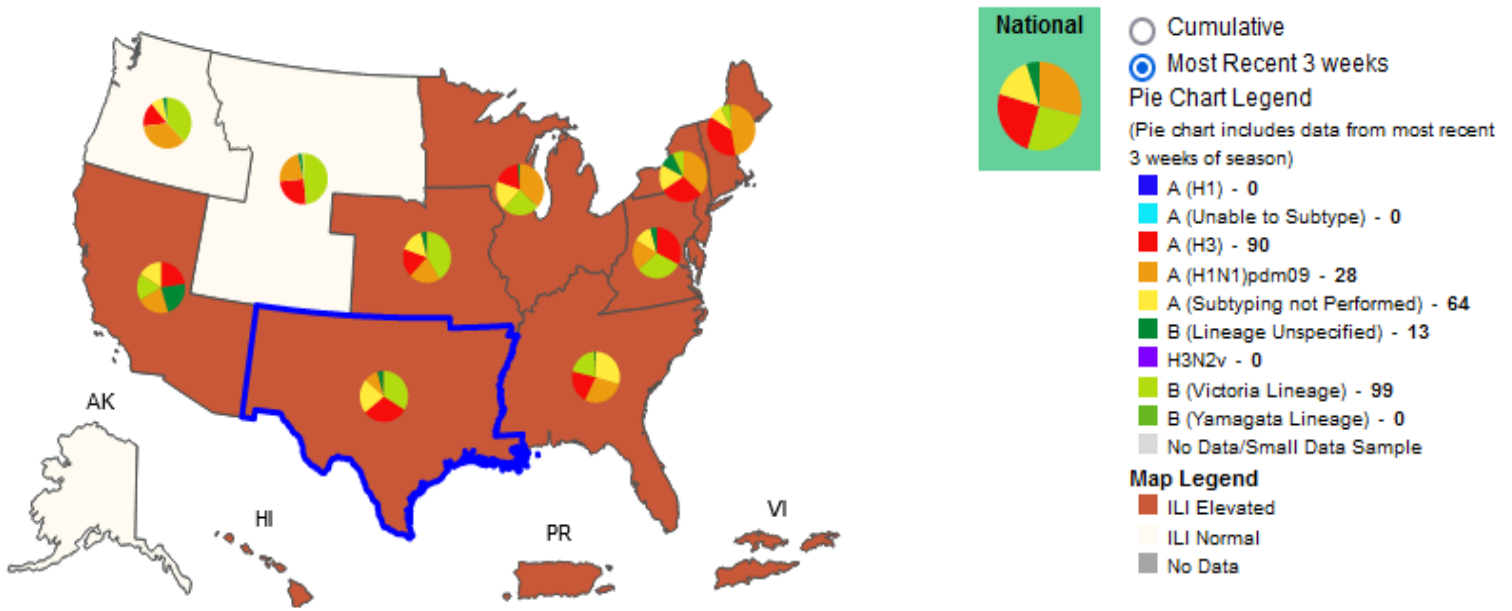 National
Cumulative
Most Recent 3 weeks
Pie Chart Legend
(Pie chart includes data from most recent
3 weeks of season)
A (H1) - 0
A (Unable to Subtype) - 0
A (H3) - 90
A (H1N1)pdm09 - 28
A (Subtyping not Performed) - 64
B (Lineage Unspecified) - 13
H3N2v - 0
B (Victoria Lineage) - 99
B (Yamagata Lineage) - 0
No Data/Small Data Sample
Map Legend
ILI Elevated
ILI Normal
No Data
AK
HI
PR
VI